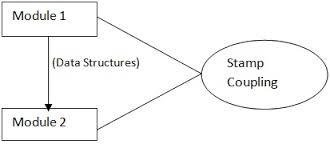 Module 1
(Data Structures)
Module 2
Stamp
Coupling